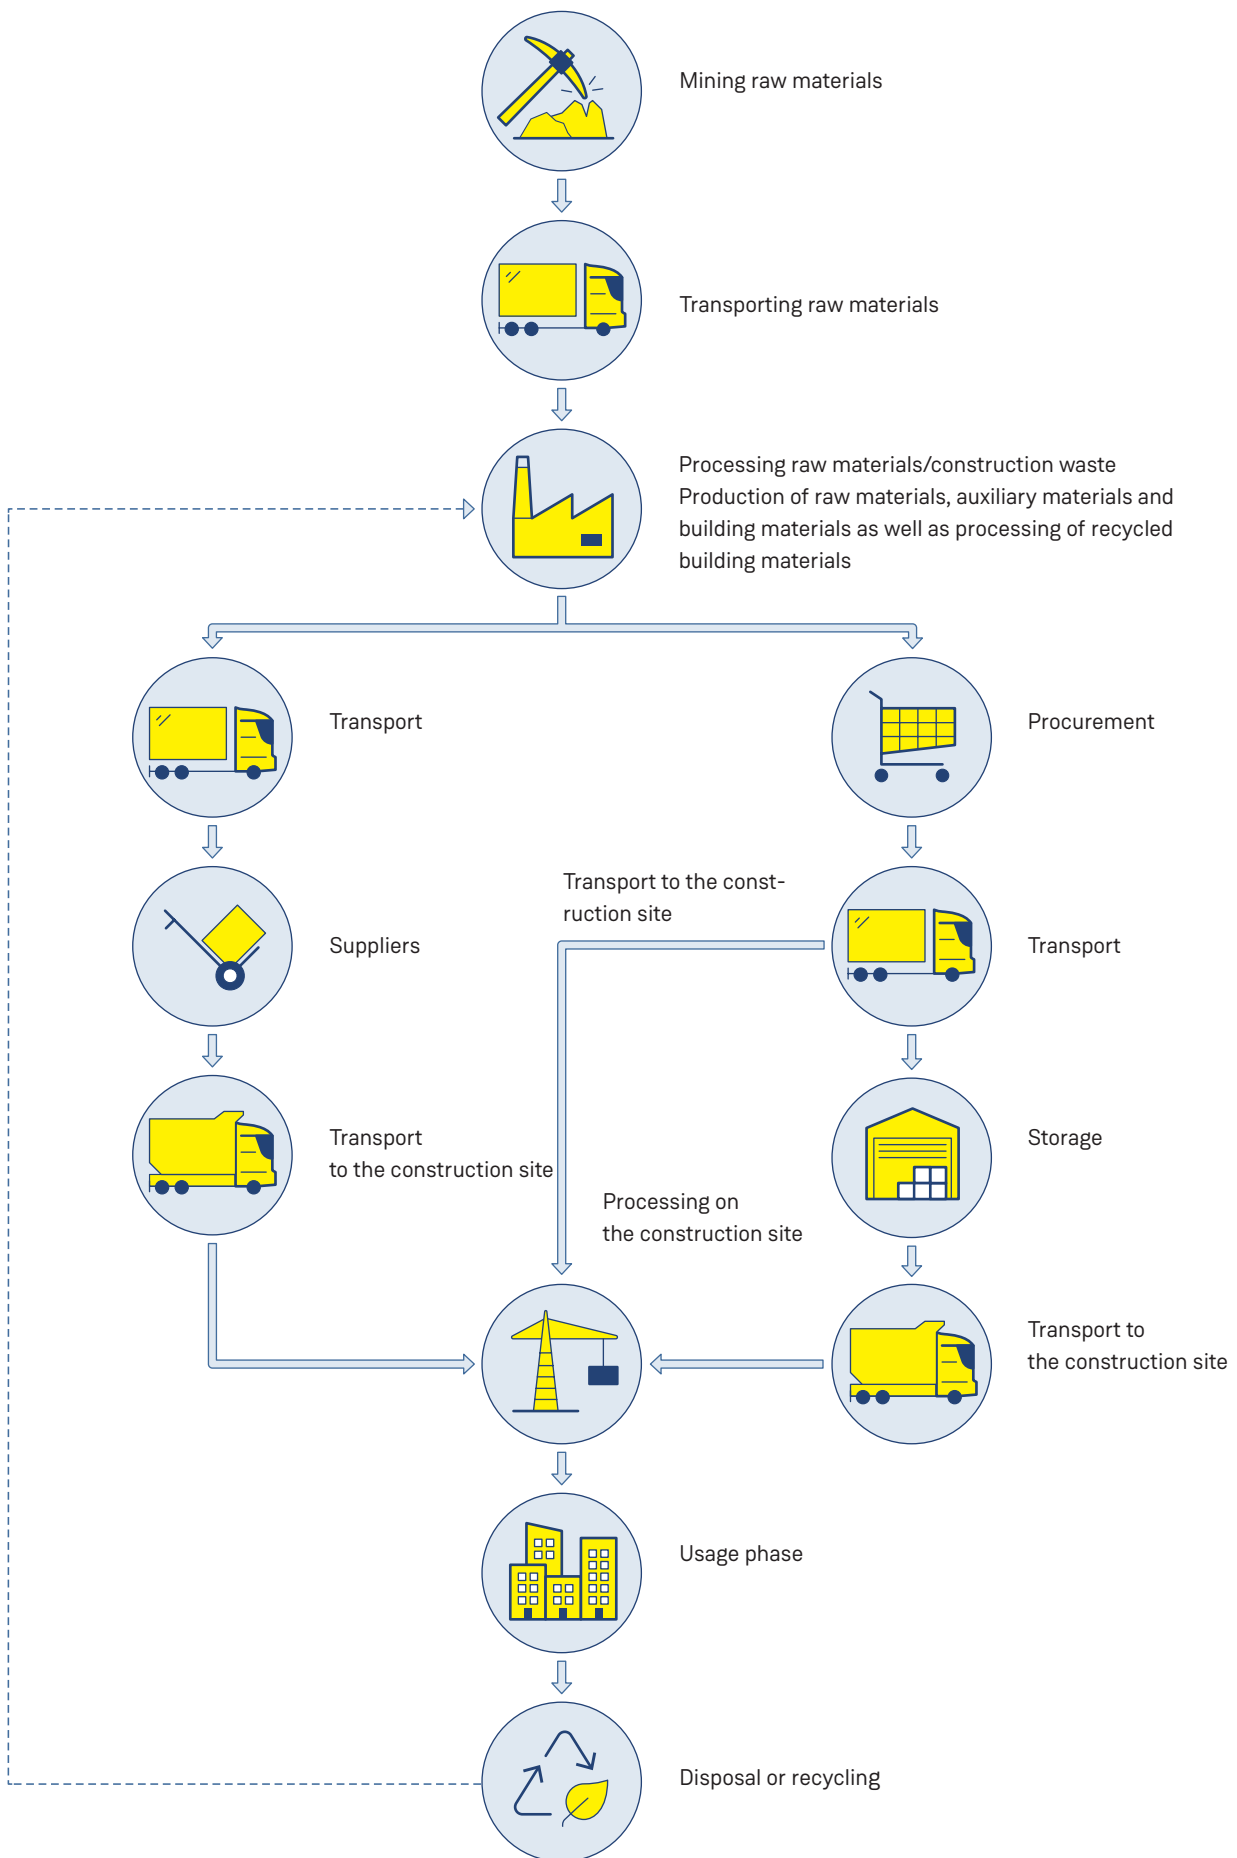 Mining raw materials
Transporting raw materials
Processing raw materials/construction waste
Production of raw materials, auxiliary materials and
building materials as well as processing of recycled
building materials
Transport
Procurement
Transport to the const-
ruction site
Suppliers
Transport
Transport
to the construction site
Storage
Processing on
the construction site
Transport to
the construction site
Usage phase
Disposal or recycling